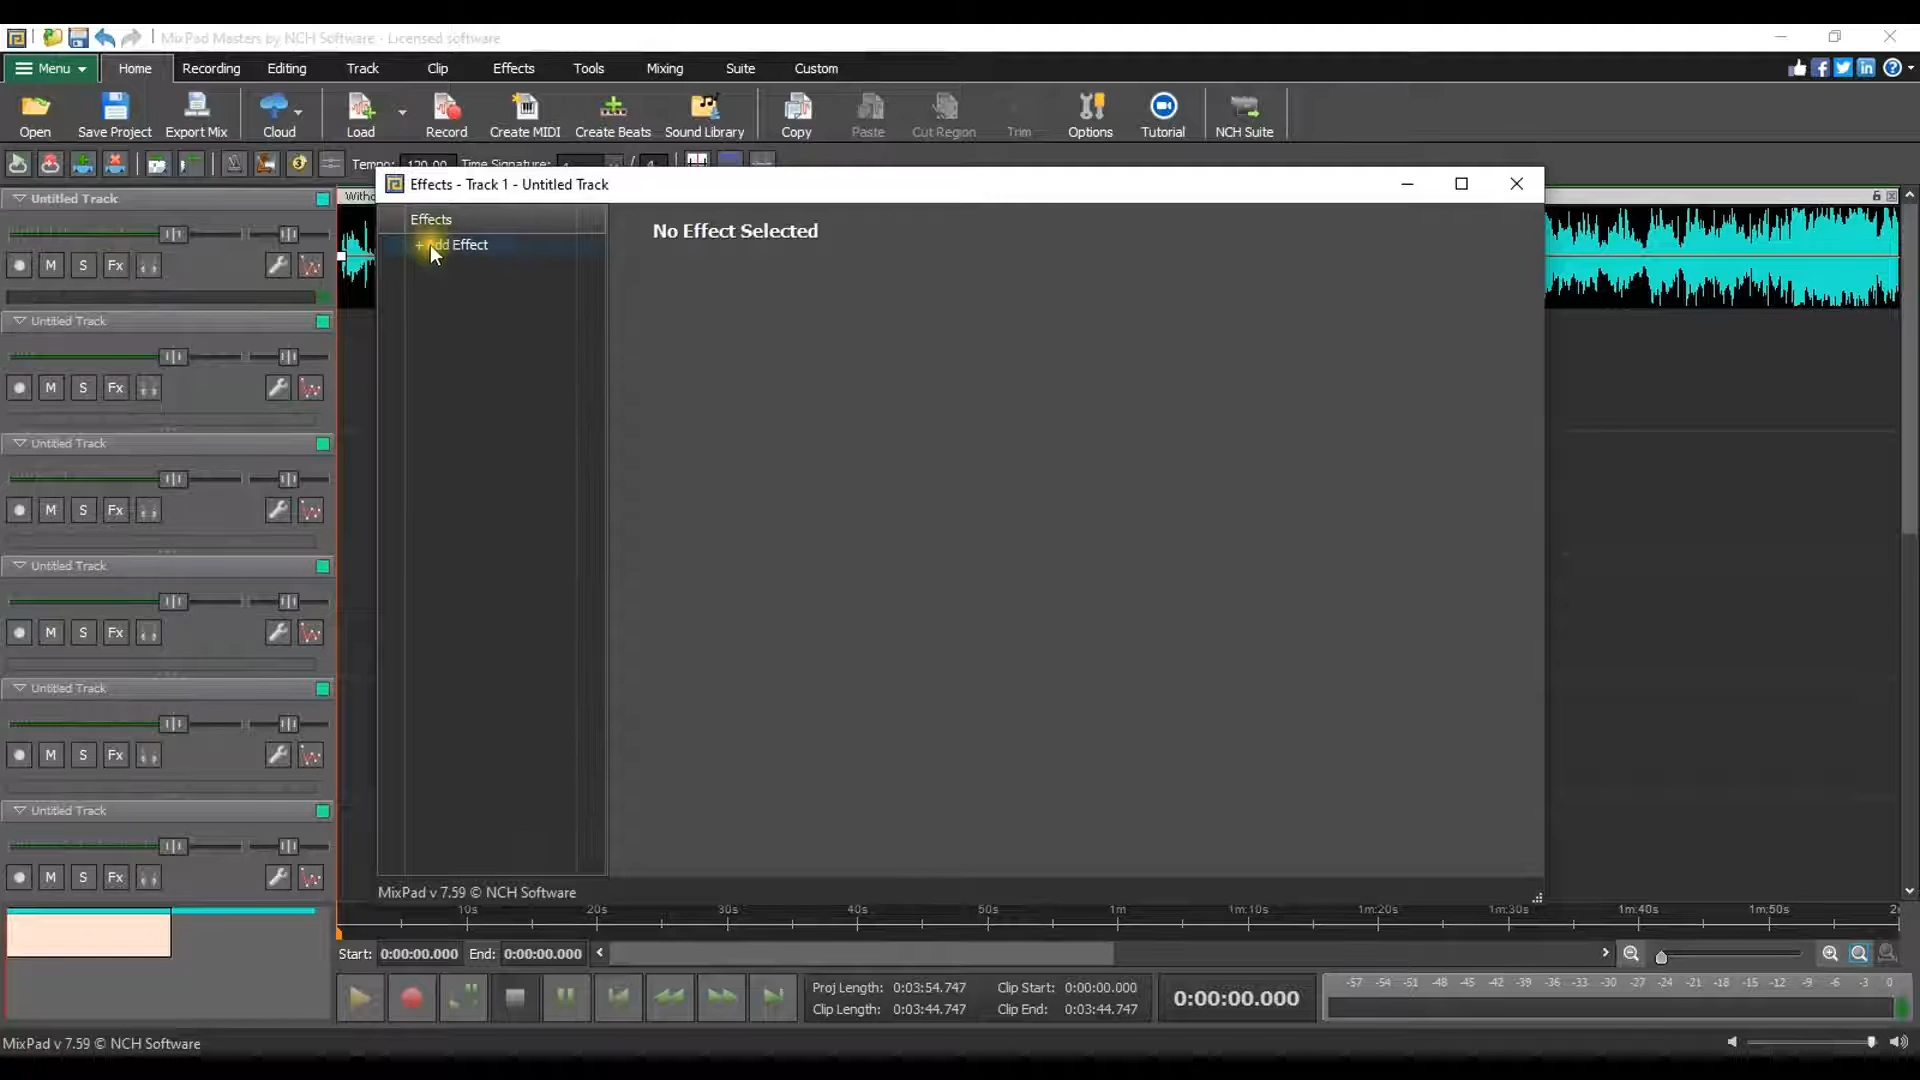 MixPad Masters by NCH Software - Licensed software
Menu Home Recording Editing Track Clip Effects Tools Mixing Suite Custom
Open Save Project Export Mix Cloud Load Record Create MIDI Create Beats Sound Library Copy Paste Cut Region Trim Options Tutorial NCH Suite
Tempo: 120.00 Time Signature: 4 / 4
Effects - Track 1 - Untitled Track
Untitled Track
Effects
No Effect Selected
+ Add Effect
M S Fx
Untitled Track
M S Fx
Untitled Track
M S Fx
Untitled Track
M S Fx
Untitled Track
M S Fx
Untitled Track
M S Fx
MixPad v 7.59 © NCH Software
10s 20s 30s 40s 50s 1m 1m:10s 1m:20s 1m:30s 1m:40s 1m:50s
Start: 0:00:00.000 End: 0:00:00.000
Proj Length: 0:03:54.747 Clip Start: 0:00:00.000
Clip Length: 0:03:44.747 Clip End: 0:03:44.747
0:00:00.000
-57 -54 -51 -48 -45 -42 -39 -36 -33 -30 -27 -24 -21 -18 -15 -12 -9 -6 -3 0
MixPad v 7.59 © NCH Software